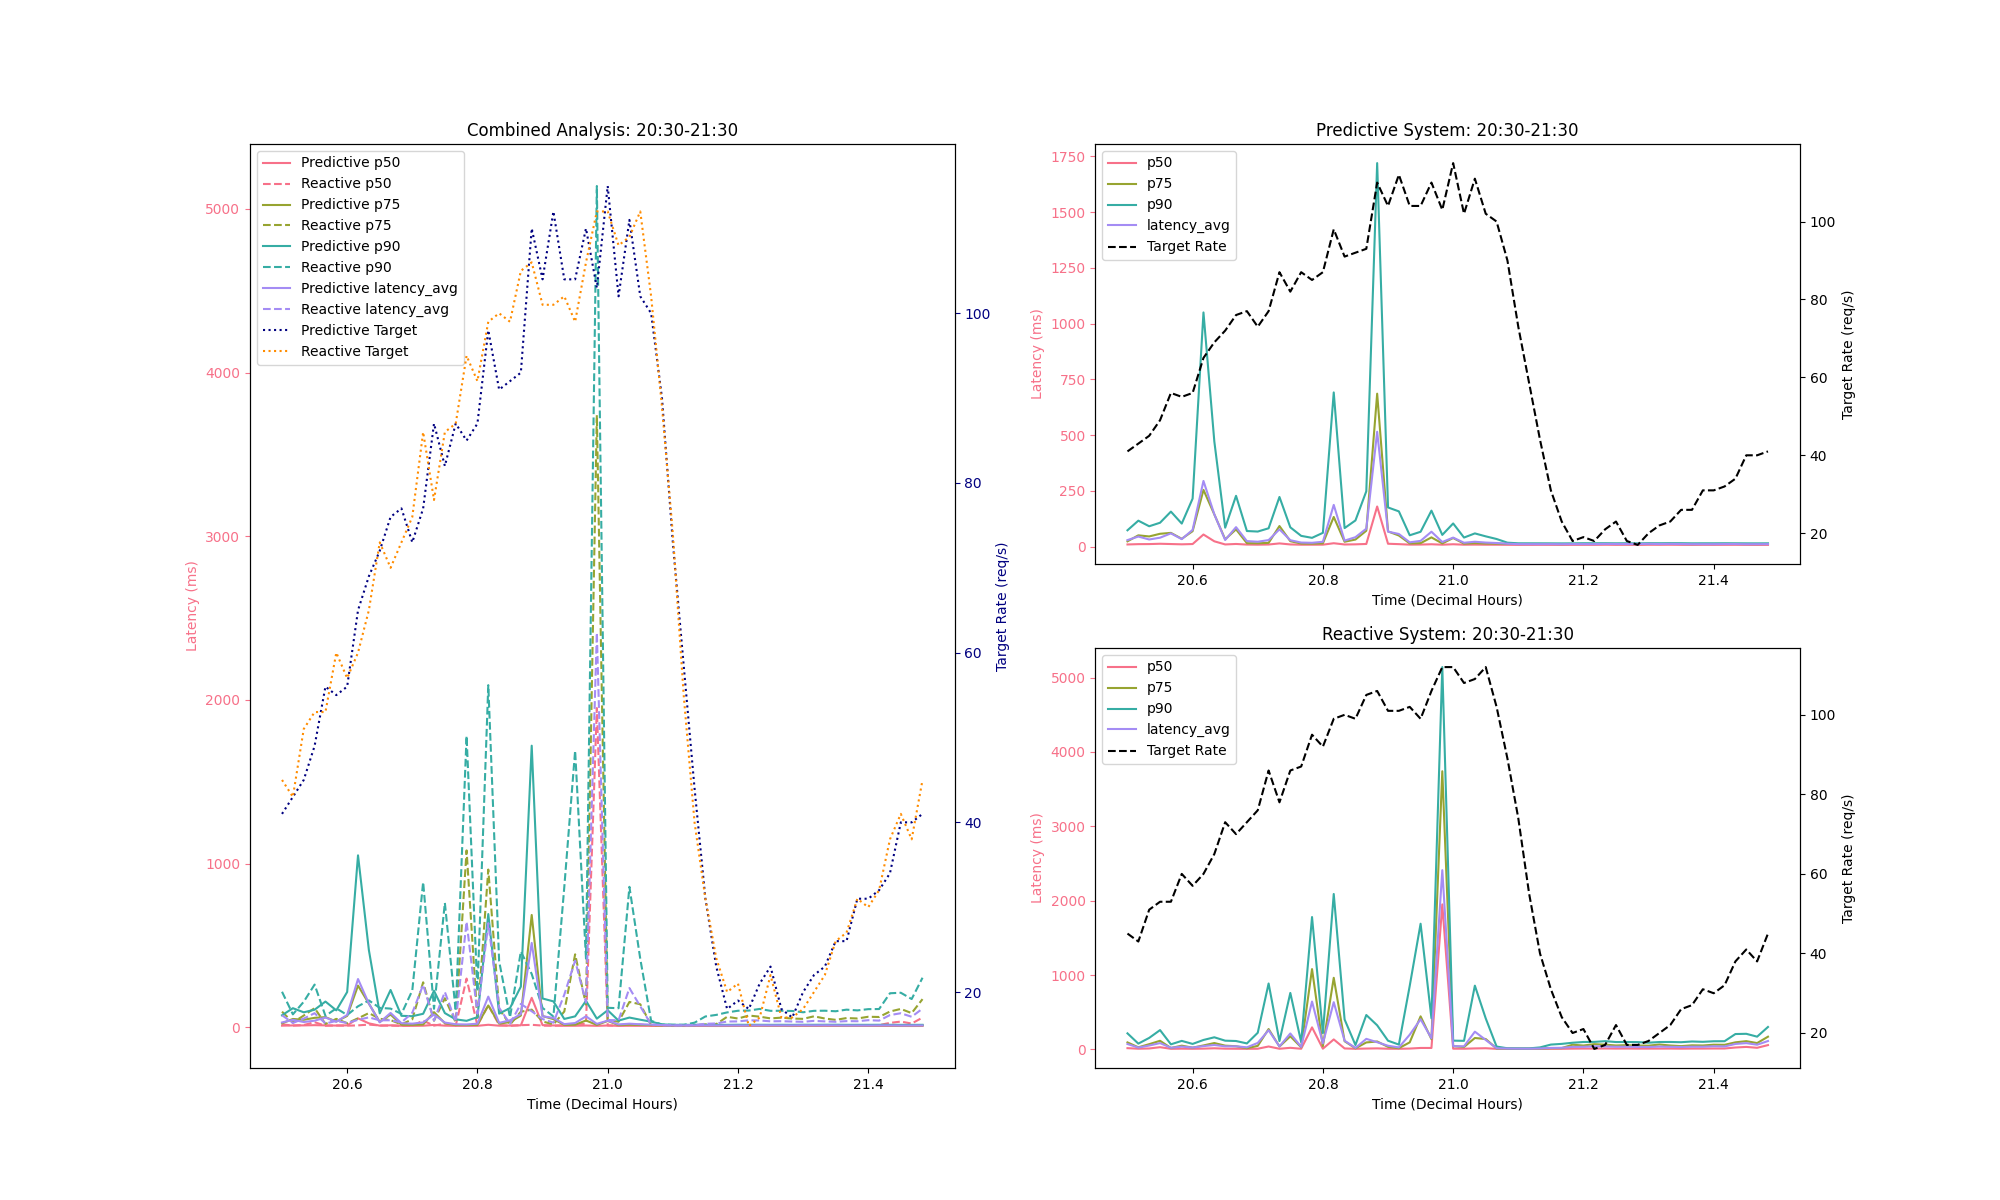 Combined Analysis: 20:30-21:30
Predictive p50
Reactive p50
Predictive p75
Reactive p75
Predictive p90
Reactive p90
Predictive latency_avg
Reactive latency_avg
Predictive Target
Reactive Target
5000
4000
3000
2000
1000
0
Latency (ms)
100
80
60
40
20
Target Rate (req/s)
20.6 20.8 21.0 21.2 21.4
Time (Decimal Hours)
Predictive System: 20:30-21:30
p50
p75
p90
latency_avg
Target Rate
1750
1500
1250
1000
750
500
250
0
Latency (ms)
100
80
60
40
20
Target Rate (req/s)
20.6 20.8 21.0 21.2 21.4
Time (Decimal Hours)
Reactive System: 20:30-21:30
p50
p75
p90
latency_avg
Target Rate
5000
4000
3000
2000
1000
0
Latency (ms)
100
80
60
40
20
Target Rate (req/s)
20.6 20.8 21.0 21.2 21.4
Time (Decimal Hours)